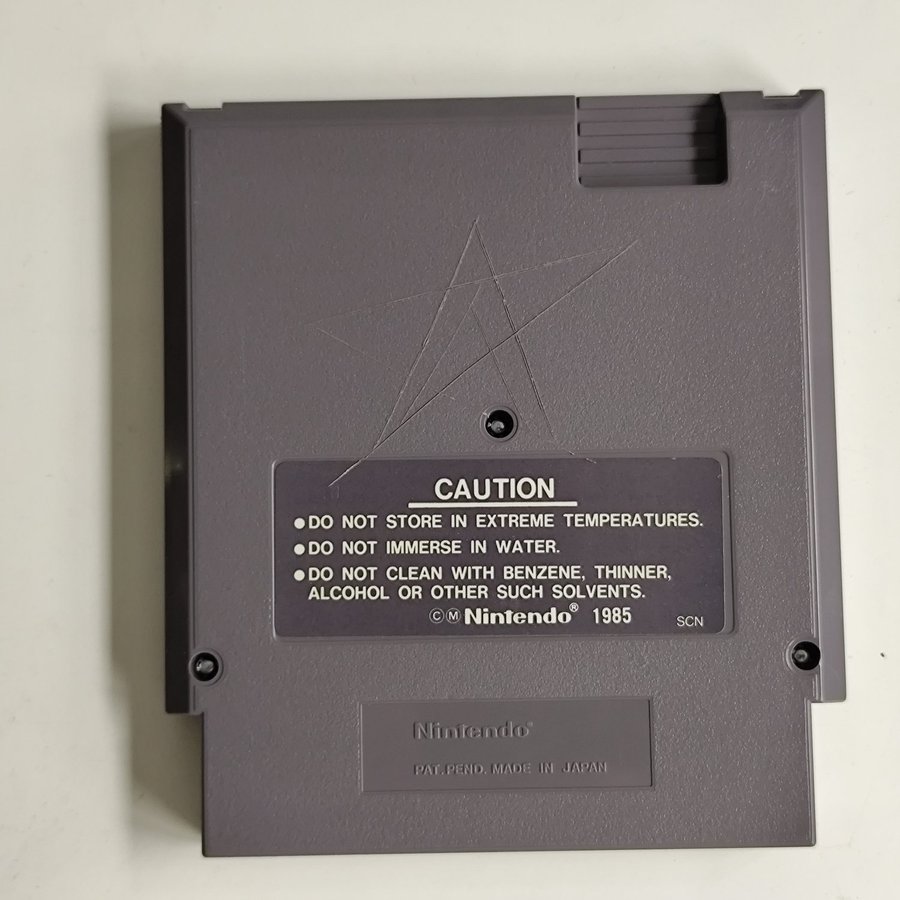 CAUTION
●DO NOT STORE IN EXTREME TEMPERATURES.
●DO NOT IMMERSE IN WATER.
●DO NOT CLEAN WITH BENZENE, THINNER,
ALCOHOL OR OTHER SUCH SOLVENTS.
ⒸⓂ Nintendo® 1985
SCN
Nintendo®
PAT.PEND. MADE IN JAPAN